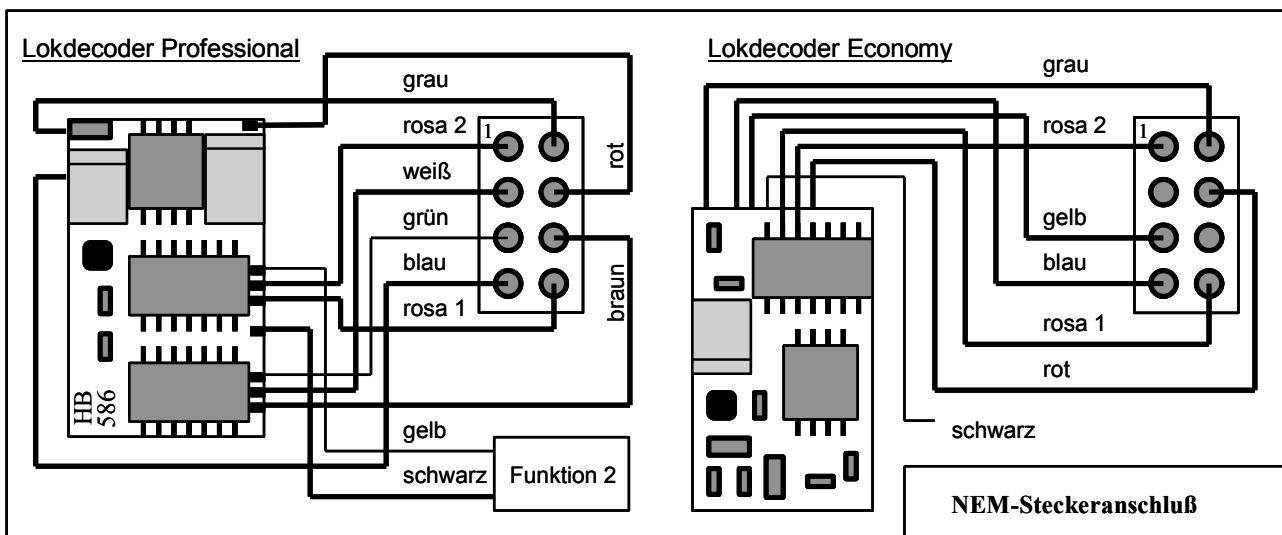 Lokdecoder Professional
grau
rosa 2
1
weiß
rot
grün
blau
braun
rosa 1
HB
586
gelb
schwarz
Funktion 2
Lokdecoder Economy
grau
rosa 2
1
gelb
blau
rosa 1
rot
schwarz
NEM-Steckeranschluß